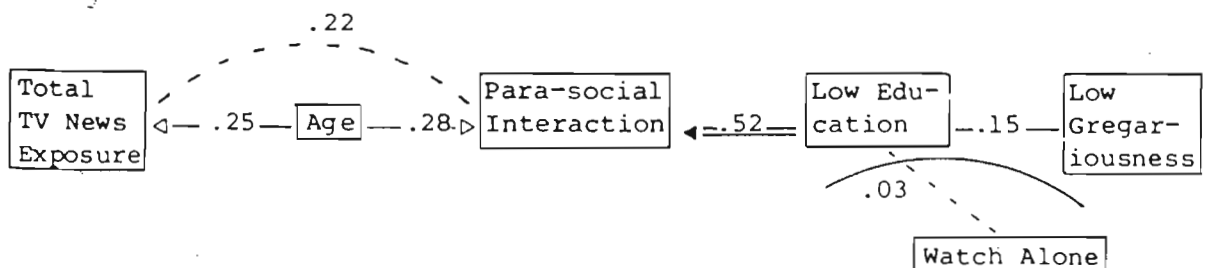 .22
Total
TV News
Exposure
.25
Age
.28
Para-social
Interaction
.52
Low Edu-
cation
.15
Low
Gregar-
iousness
.03
Watch Alone